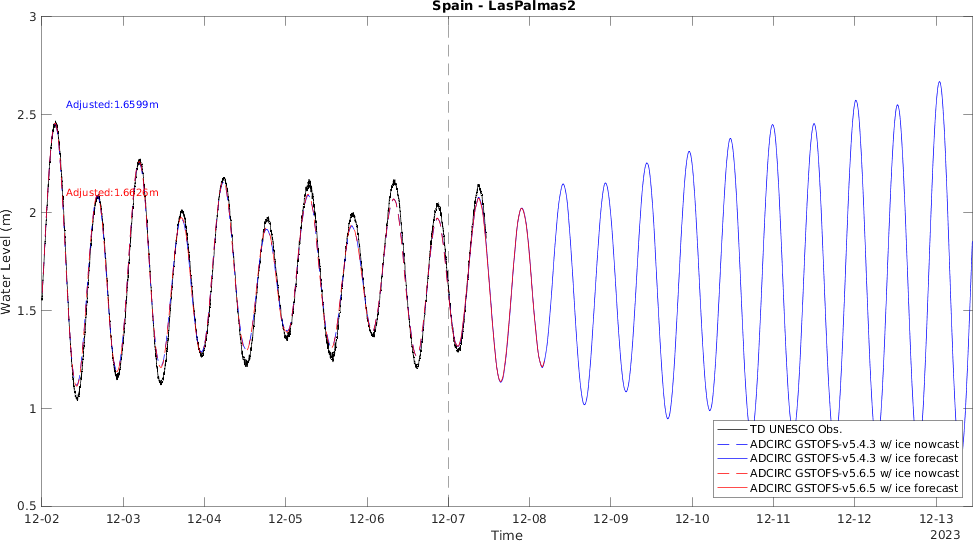 Spain - LasPalmas2
3
2.5
2
1.5
1
0.5
Water Level (m)
Adjusted:1.6599m
Adjusted:1.6626m
TD UNESCO Obs.
ADCIRC GSTOFS-v5.4.3 w/ ice nowcast
ADCIRC GSTOFS-v5.4.3 w/ ice forecast
ADCIRC GSTOFS-v5.6.5 w/ ice nowcast
ADCIRC GSTOFS-v5.6.5 w/ ice forecast
12-02 12-03 12-04 12-05 12-06 12-07 12-08 12-09 12-10 12-11 12-12 12-13
Time 2023